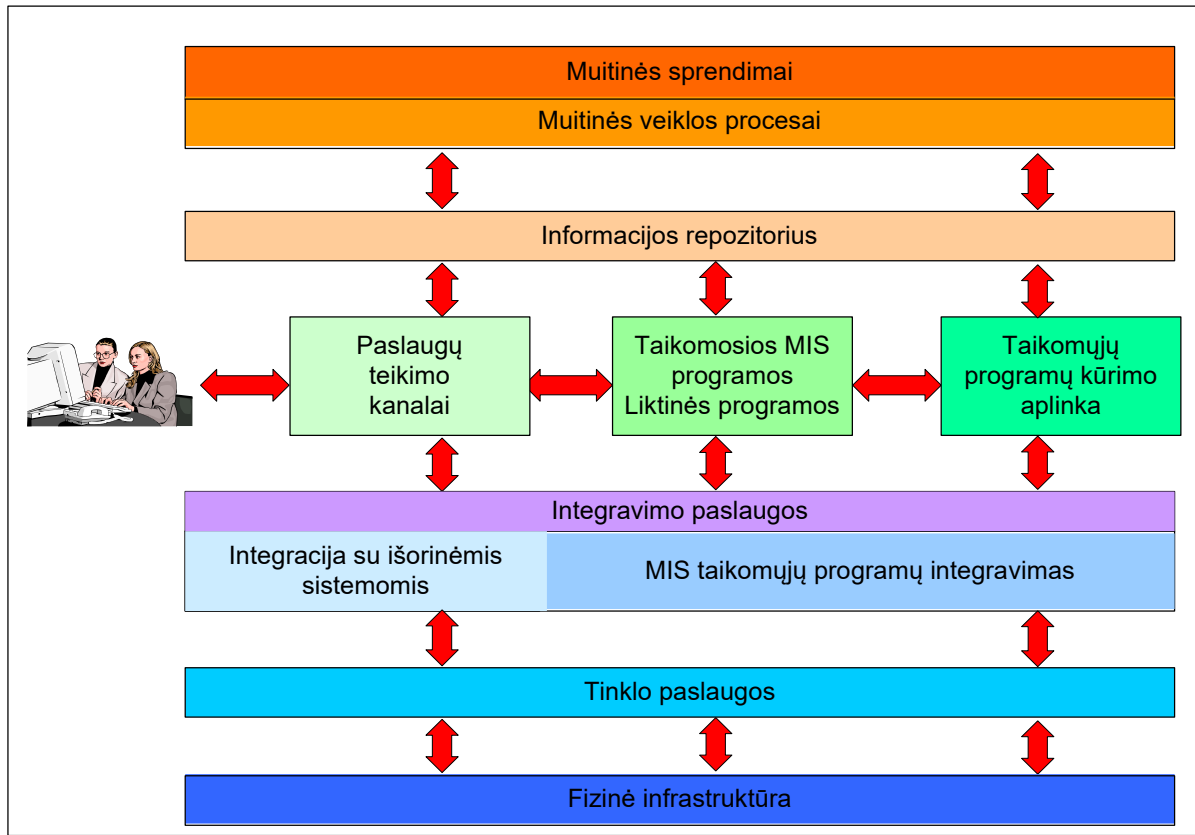 Muitinės sprendimai
Muitinės veiklos procesai
Informacijos repozitorius
Paslaugų
teikimo
kanalai
Taikomosios MIS
programos
Liktinės programos
Taikomųjų
programų kūrimo
aplinka
Integravimo paslaugos
Integracija su išorinėmis
sistemomis
MIS taikomųjų programų integravimas
Tinklo paslaugos
Fizinė infrastruktūra